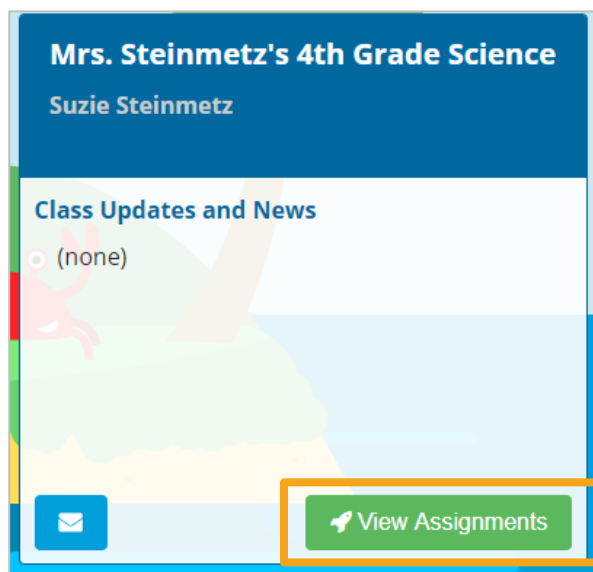 Mrs. Steinmetz's 4th Grade Science
Suzie Steinmetz
Class Updates and News
(none)
View Assignments